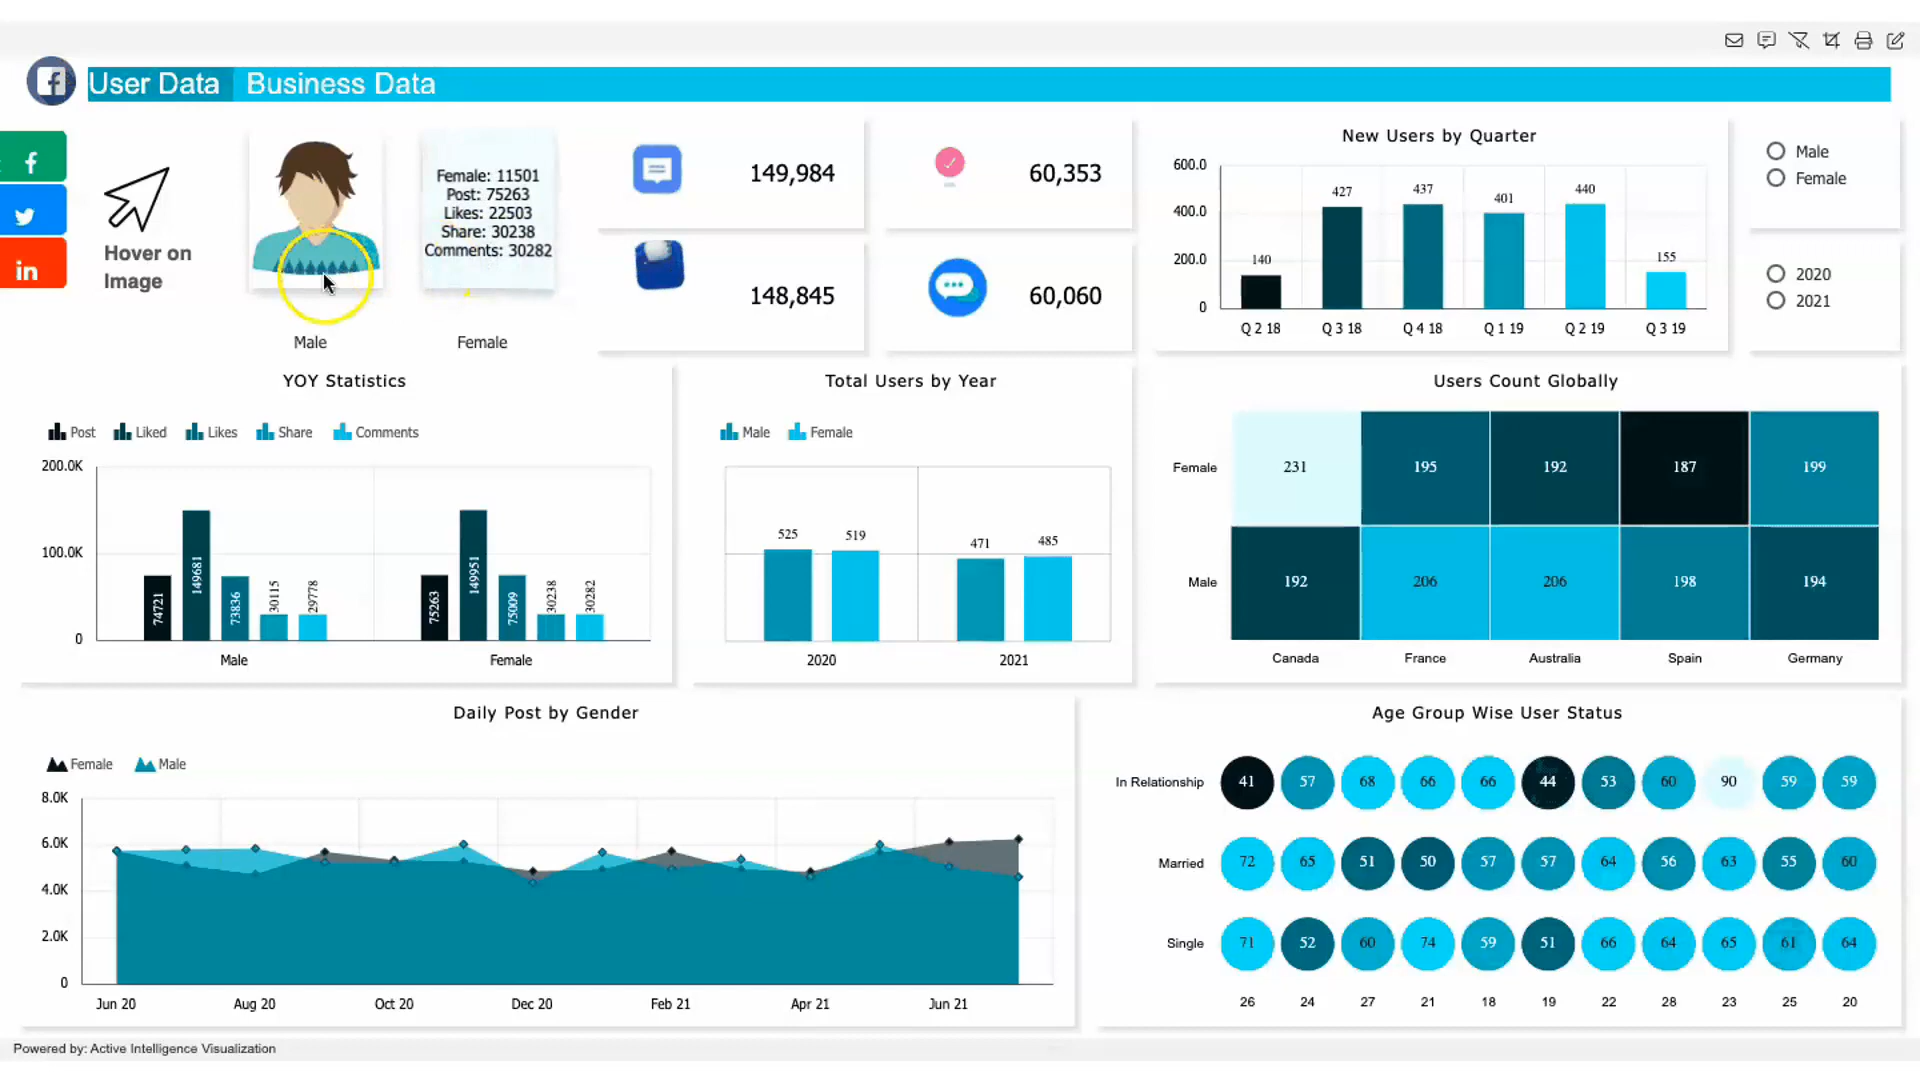 User Data Business Data
Hover on
Image
Male
Female: 11501
Post: 75263
Likes: 22503
Share: 30238
Comments: 30282
Female
149,984
60,353
148,845
60,060
New Users by Quarter
600.0
400.0
200.0
0
140
427
437
401
440
155
Q 2 18
Q 3 18
Q 4 18
Q 1 19
Q 2 19
Q 3 19
Male
Female
2020
2021
YOY Statistics
Post Liked Likes Share Comments
200.0K
100.0K
0
74721
149681
73836
30115
29778
75263
149951
75009
30238
30282
Male
Female
Total Users by Year
Male Female
525
519
471
485
2020
2021
Users Count Globally
Female 231 195 192 187 199
Male 192 206 206 198 194
Canada France Australia Spain Germany
Daily Post by Gender
Female Male
8.0K
6.0K
4.0K
2.0K
0
Jun 20 Aug 20 Oct 20 Dec 20 Feb 21 Apr 21 Jun 21
Age Group Wise User Status
In Relationship 41 57 68 66 66 44 53 60 90 59 59
Married 72 65 51 50 57 57 64 56 63 55 60
Single 71 52 60 74 59 51 66 64 65 61 64
26 24 27 21 18 19 22 28 23 25 20
Powered by: Active Intelligence Visualization